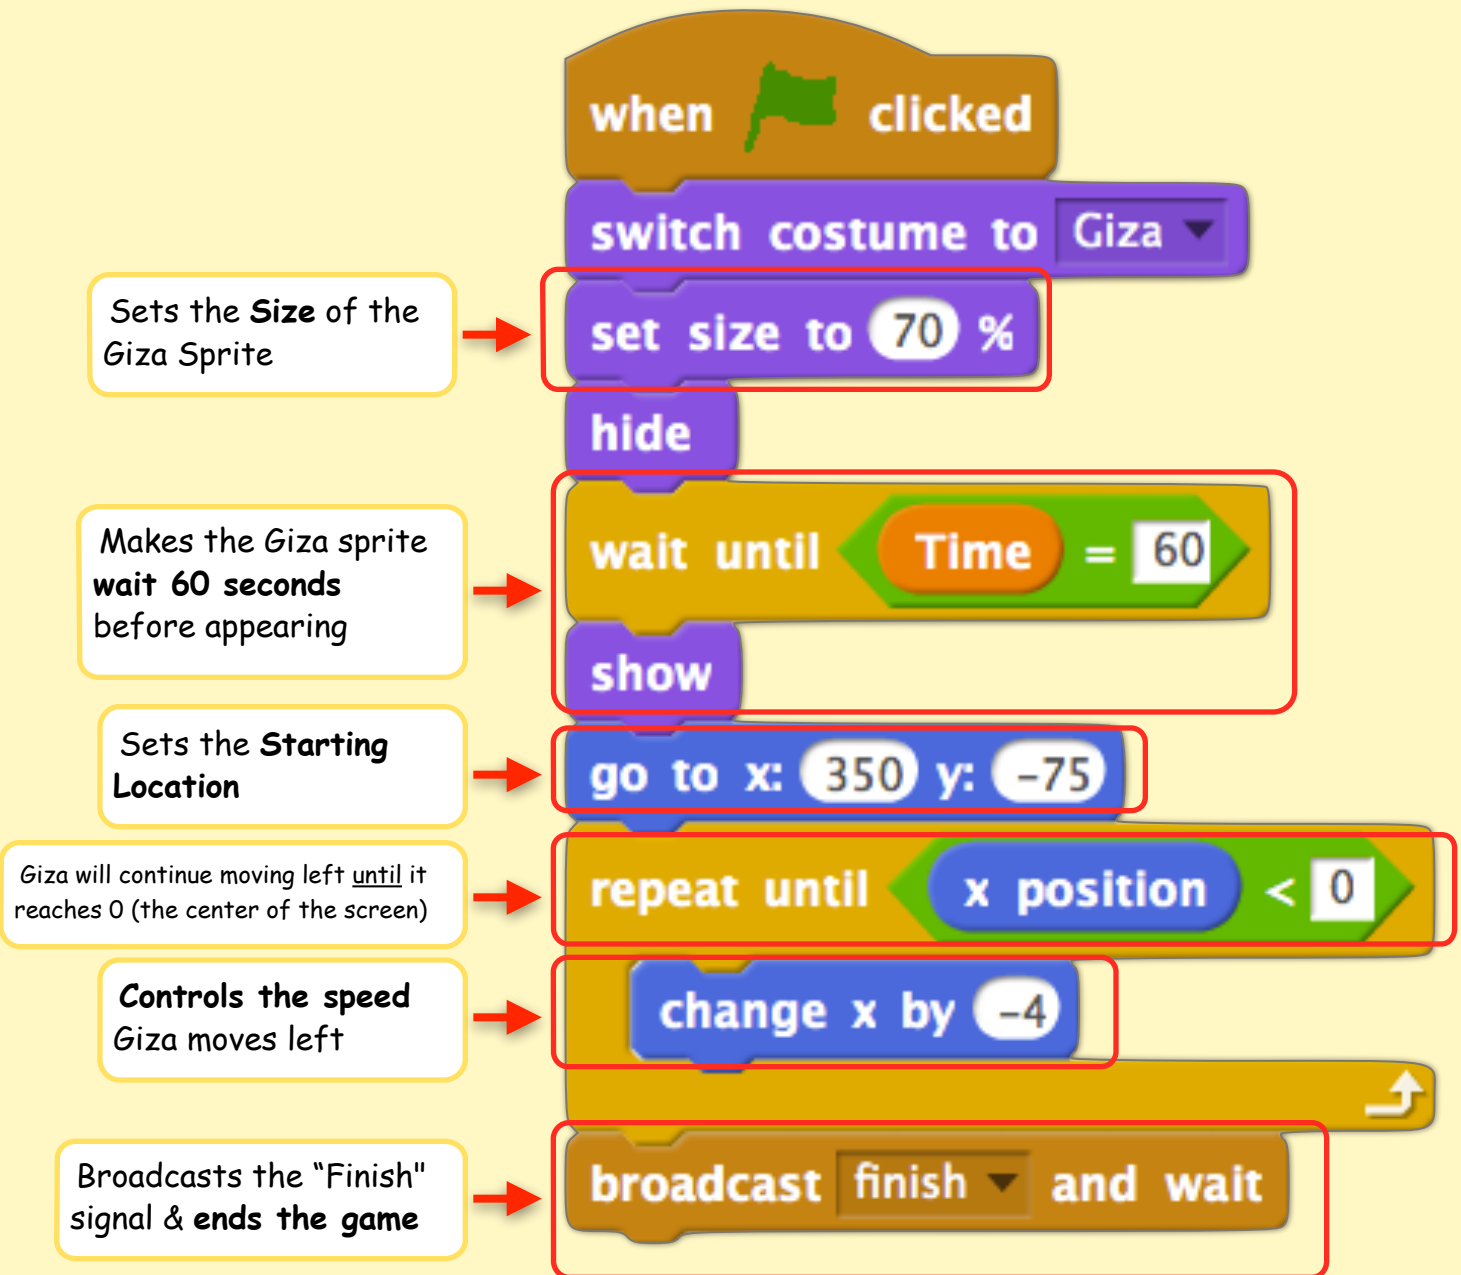 when clicked
switch costume to Giza
Sets the Size of the
Giza Sprite
set size to 70 %
hide
Makes the Giza sprite
wait 60 seconds
before appearing
wait until Time = 60
show
Sets the Starting
Location
go to x: 350 y: -75
Giza will continue moving left until it
reaches 0 (the center of the screen)
repeat until x position < 0
Controls the speed
Giza moves left
change x by -4
Broadcasts the “Finish"
signal & ends the game
broadcast finish and wait